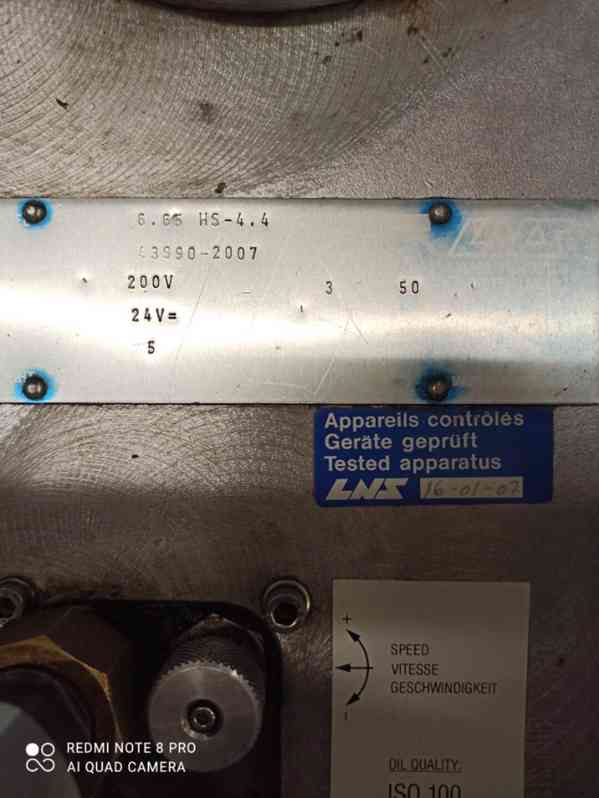 6.65 HS-4.4
63990-2007
200V 3 50
24V=
5
Appareils contrôlés
Geräte geprüft
Tested apparatus
LNS 16-01-07
+
SPEED
VITESSE
GESCHWINDIGKEIT
-
OIL QUALITY:
ISO 100
REDMI NOTE 8 PRO
AI QUAD CAMERA